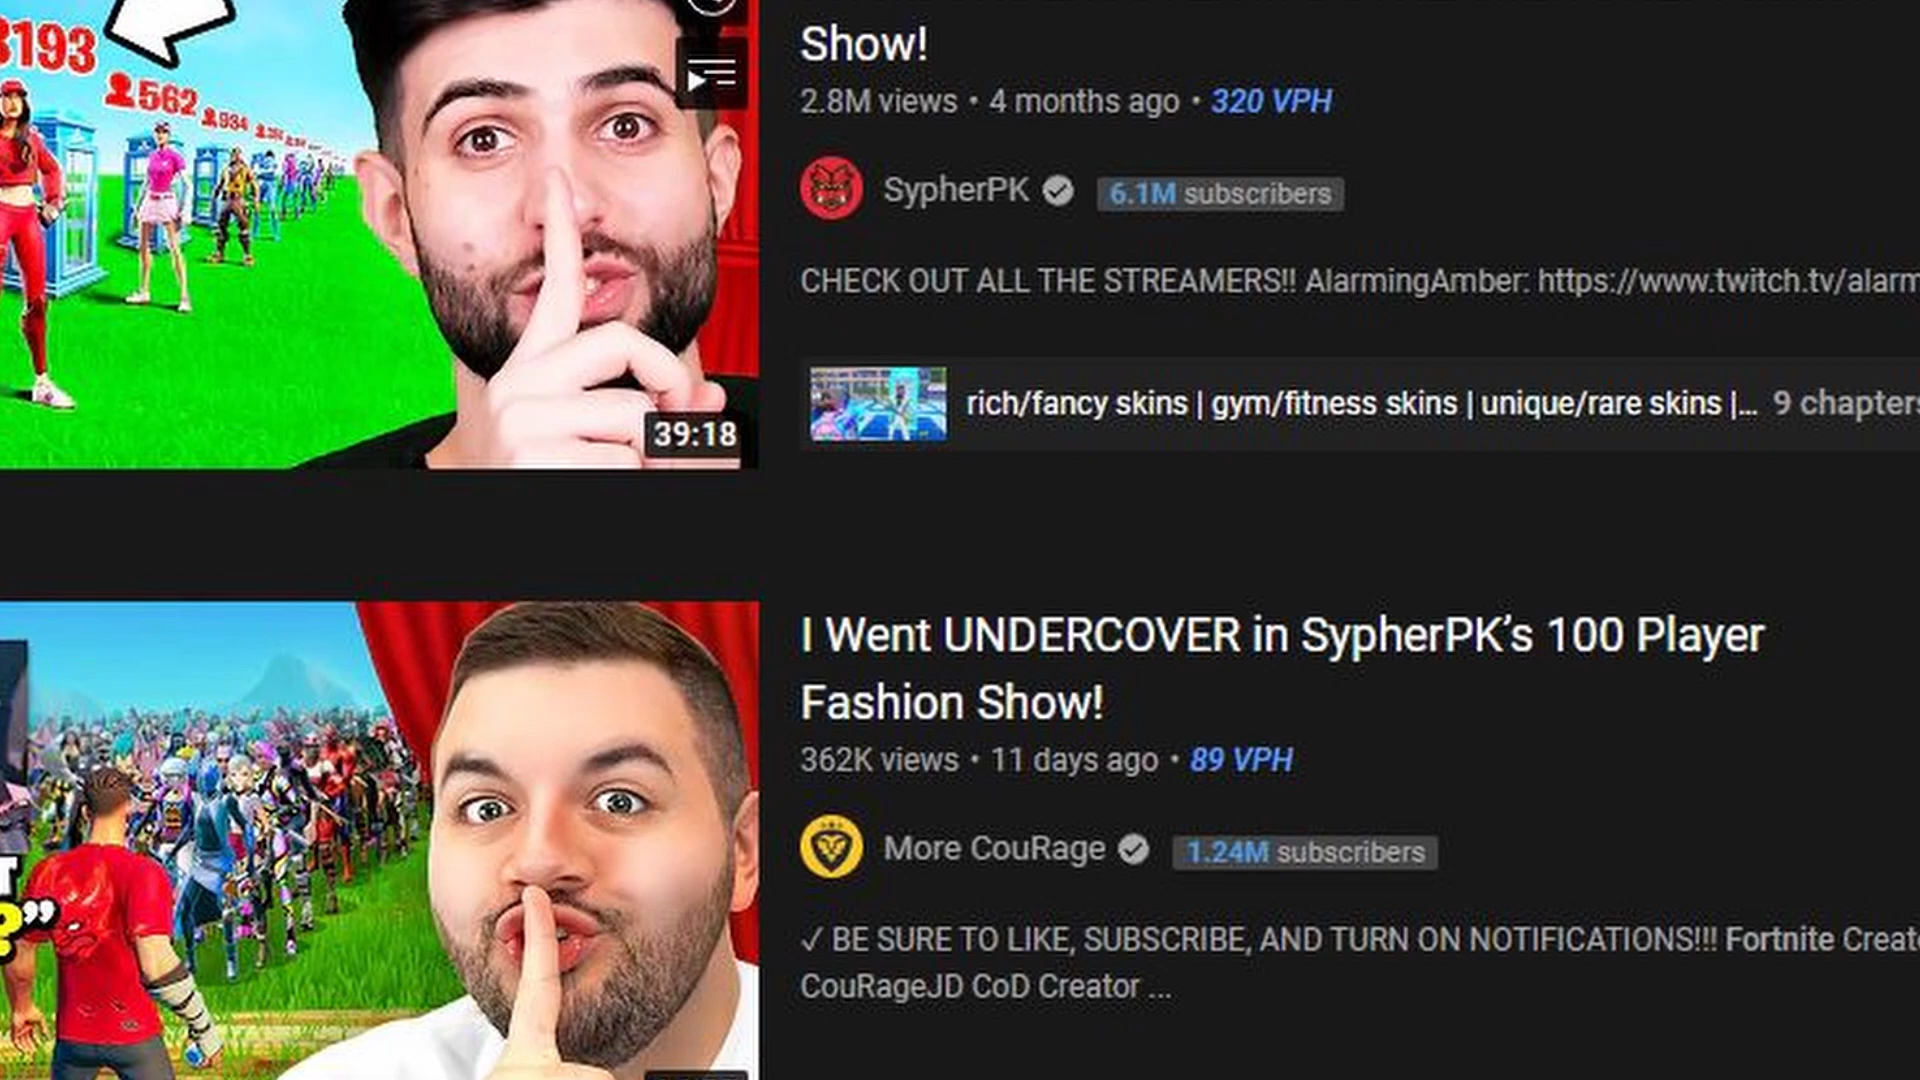 Show!
2.8M views • 4 months ago • 320 VPH
3193
562
934
SypherPK
6.1M subscribers
CHECK OUT ALL THE STREAMERS!! AlarmingAmber: https://www.twitch.tv/alarm
rich/fancy skins | gym/fitness skins | unique/rare skins |... 9 chapters
39:18
I Went UNDERCOVER in SypherPK’s 100 Player
Fashion Show!
362K views • 11 days ago • 89 VPH
More CouRage
1.24M subscribers
T
?”
✓ BE SURE TO LIKE, SUBSCRIBE, AND TURN ON NOTIFICATIONS!!! Fortnite Creato
CouRageJD CoD Creator ...